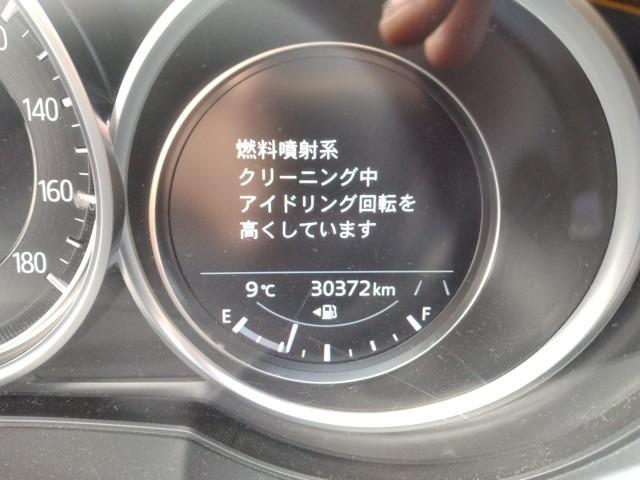 140
160
180
燃料噴射系
クリーニング中
アイドリング回転を
高くしています
9℃ 30372km
E F